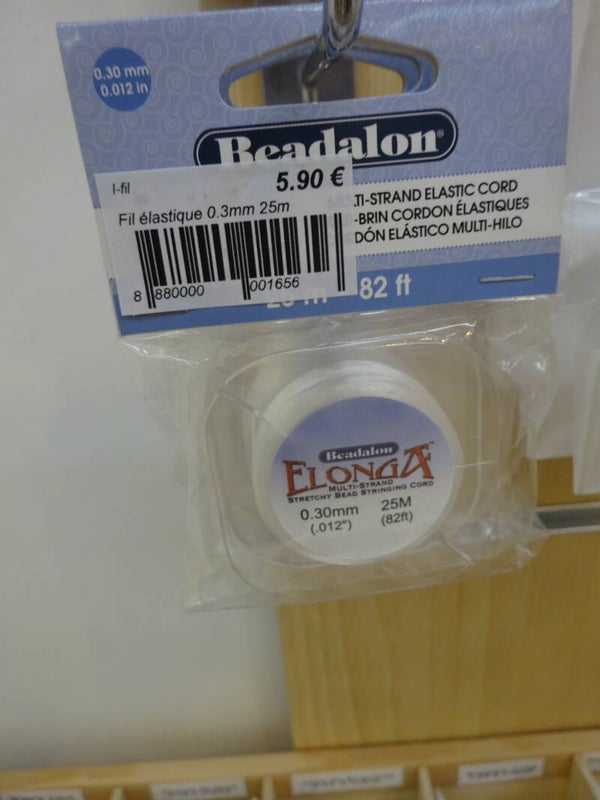 0.30 mm
0.012 in
Beadalon®
I-fil
5.90 €
Fil élastique 0.3mm 25m
8 880000 001656
TI-STRAND ELASTIC CORD
-BRIN CORDON ÉLASTIQUES
DÓN ELÁSTICO MULTI-HILO
82 ft
Beadalon
ELONGA™
MULTI-STRAND
STRETCHY BEAD STRINGING CORD
0.30mm 25M
(.012") (82ft)